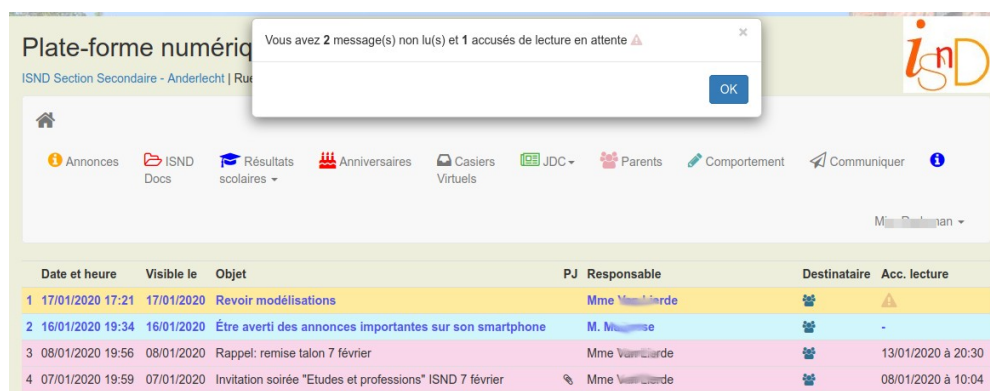 Plate-forme numériq
ISND Section Secondaire - Anderlecht | Rue
Vous avez 2 message(s) non lu(s) et 1 accusés de lecture en attente
×
OK
isnD
Annonces
ISND Docs
Résultats scolaires
Anniversaires
Casiers Virtuels
JDC
Parents
Comportement
Communiquer
Date et heure Visible le Objet PJ Responsable Destinataire Acc. lecture
1 17/01/2020 17:21 17/01/2020 Revoir modélisations Mme
2 16/01/2020 19:34 16/01/2020 Être averti des annonces importantes sur son smartphone M. -
3 08/01/2020 19:56 08/01/2020 Rappel: remise talon 7 février Mme 13/01/2020 à 20:30
4 07/01/2020 19:59 07/01/2020 Invitation soirée "Etudes et professions" ISND 7 février Mme 08/01/2020 à 10:04